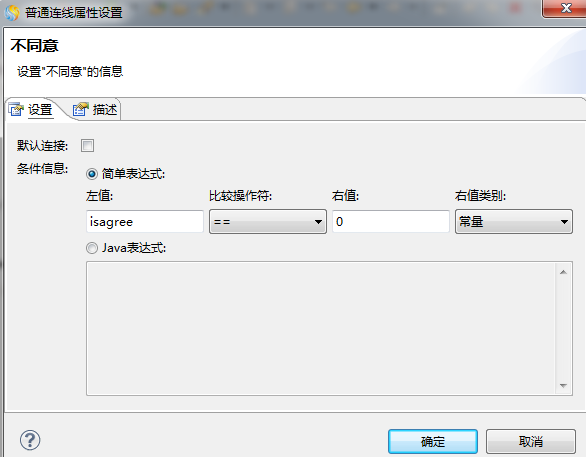 普通连线属性设置
不同意
设置"不同意"的信息
设置 描述
默认连接:
条件信息: 简单表达式:
左值: 比较操作符: 右值: 右值类别:
isagree == 0 常量
Java表达式:
确定 取消